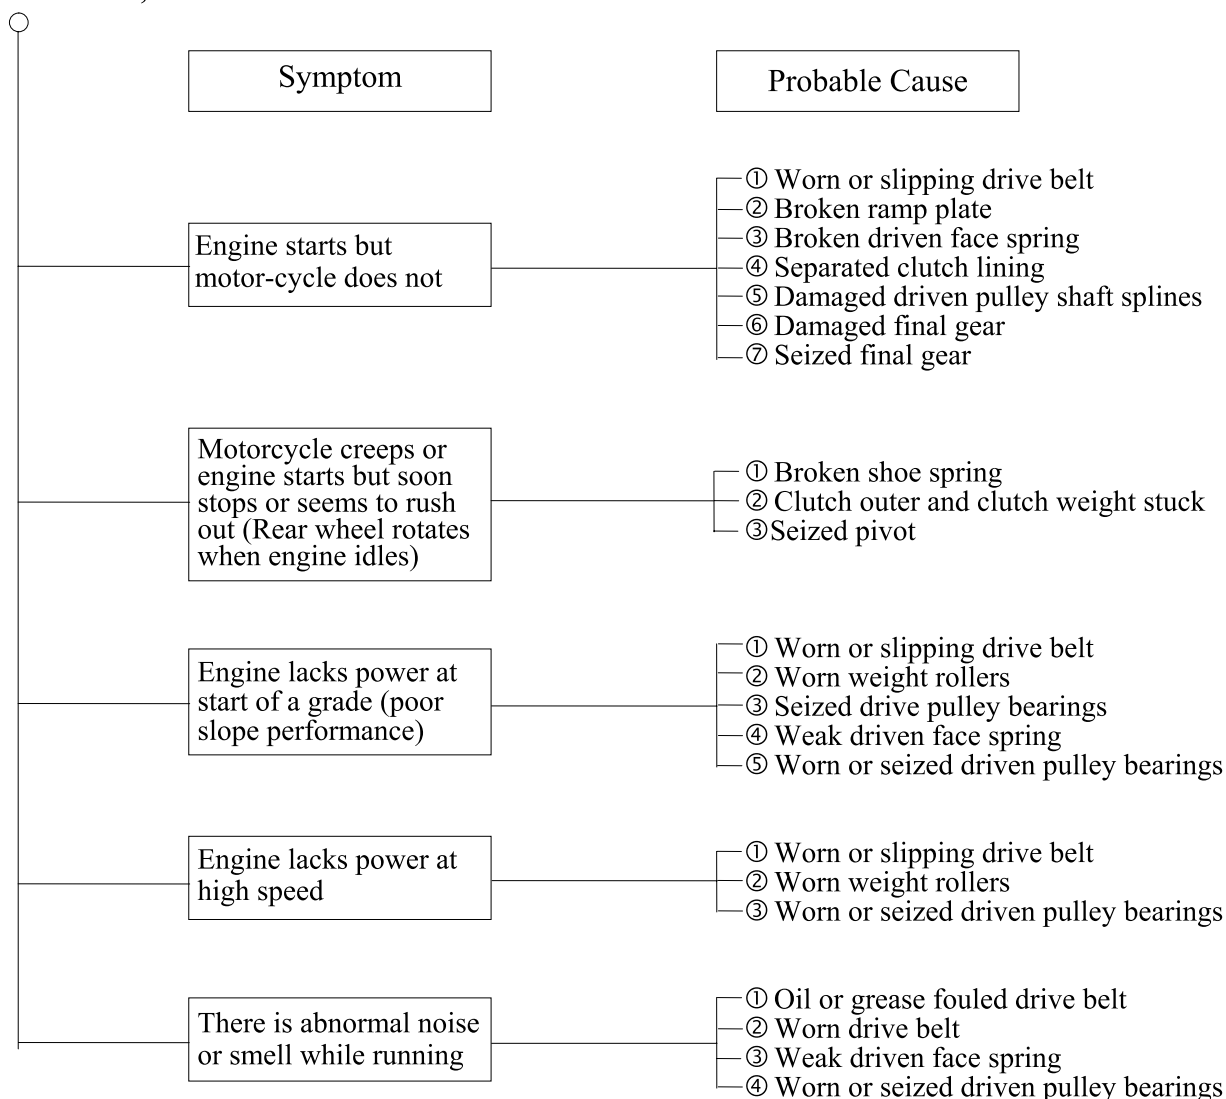 Symptom
Probable Cause
Engine starts but
motor-cycle does not
① Worn or slipping drive belt
② Broken ramp plate
③ Broken driven face spring
④ Separated clutch lining
⑤ Damaged driven pulley shaft splines
⑥ Damaged final gear
⑦ Seized final gear
Motorcycle creeps or
engine starts but soon
stops or seems to rush
out (Rear wheel rotates
when engine idles)
① Broken shoe spring
② Clutch outer and clutch weight stuck
③Seized pivot
Engine lacks power at
start of a grade (poor
slope performance)
① Worn or slipping drive belt
② Worn weight rollers
③ Seized drive pulley bearings
④ Weak driven face spring
⑤ Worn or seized driven pulley bearings
Engine lacks power at
high speed
① Worn or slipping drive belt
② Worn weight rollers
③ Worn or seized driven pulley bearings
There is abnormal noise
or smell while running
① Oil or grease fouled drive belt
② Worn drive belt
③ Weak driven face spring
④ Worn or seized driven pulley bearings